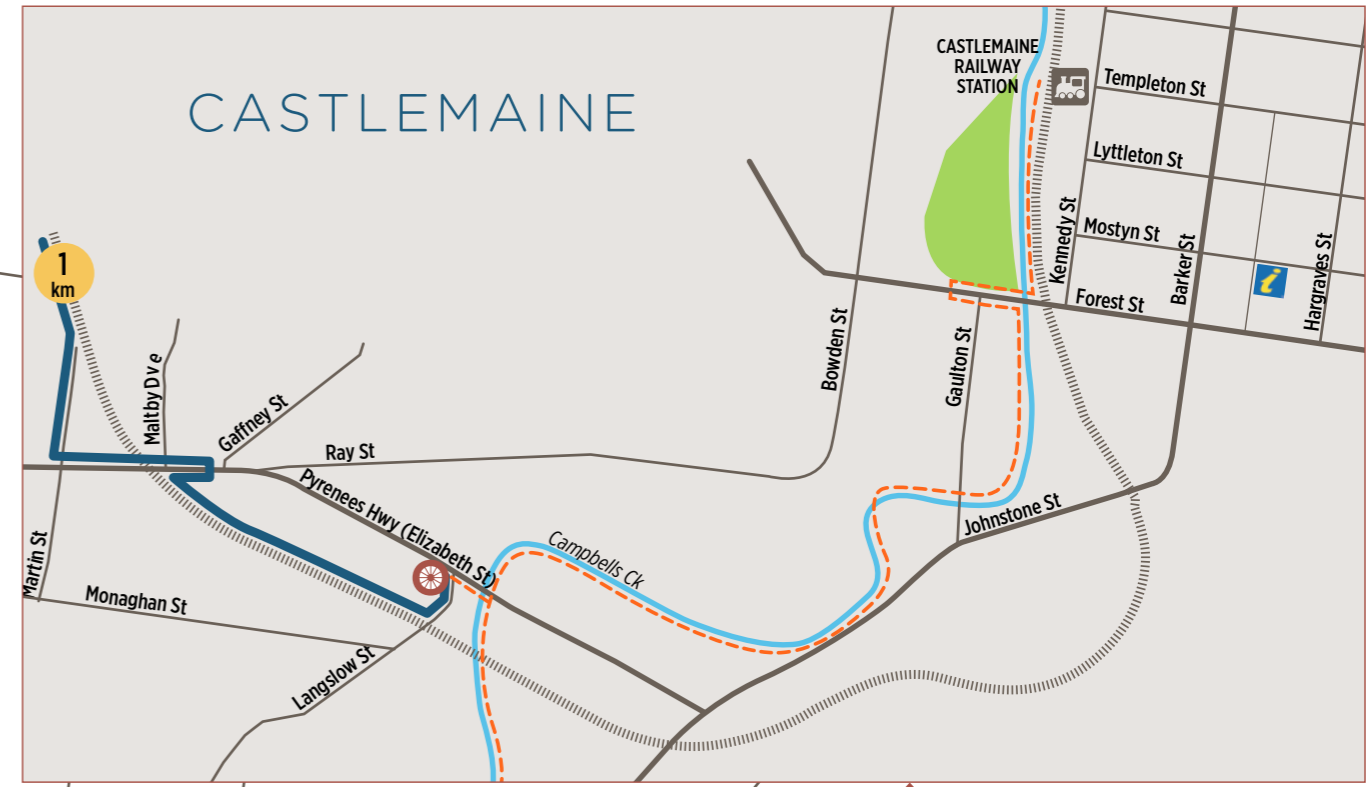 CASTLEMAINE
CASTLEMAINE
RAILWAY
STATION
Templeton St
Lyttleton St
Mostyn St
Kennedy St
Barker St
Hargraves St
i
Forest St
1
km
Bowden St
Gaulton St
Maltby Dv e
Gaffney St
Ray St
Pyrenees Hwy (Elizabeth St)
Johnstone St
Campbells Ck
Martin St
Monaghan St
Langslow St